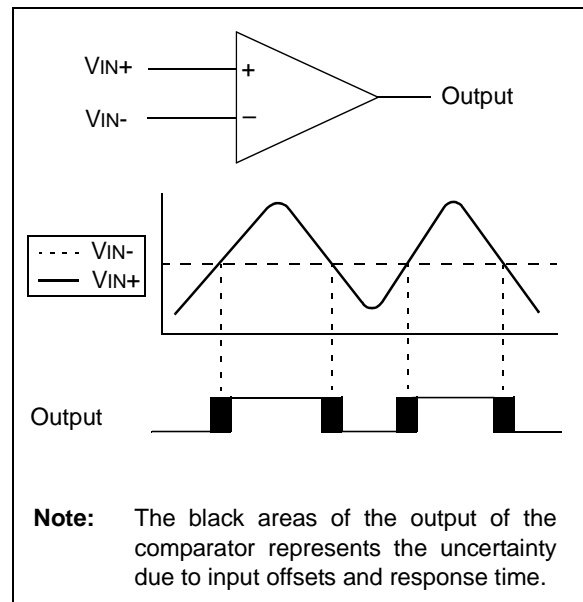 VIN+
+
Output
VIN-
–
VIN-
VIN+
Output
Note: The black areas of the output of the
comparator represents the uncertainty
due to input offsets and response time.